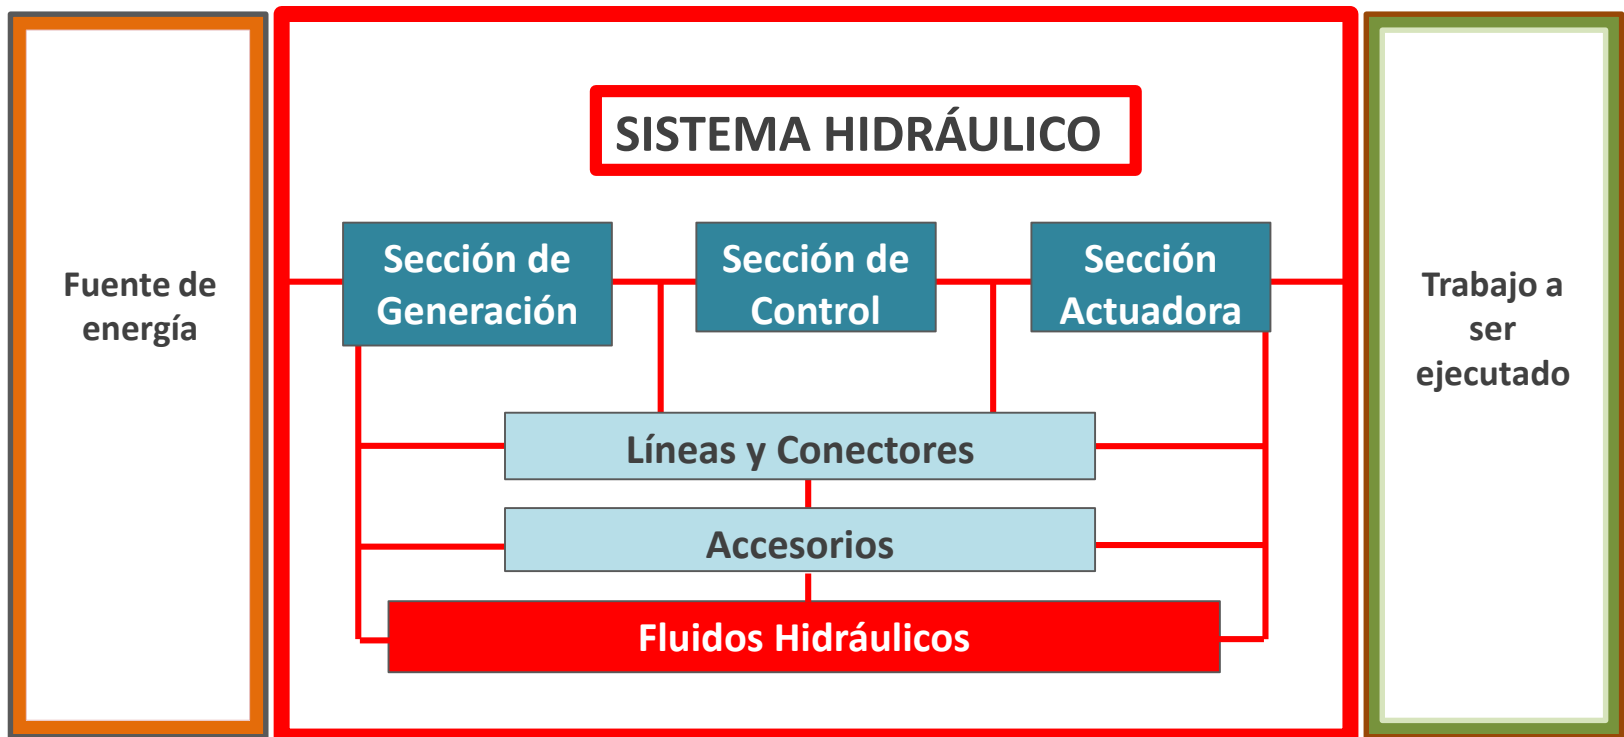 SISTEMA HIDRÁULICO
Fuente de
energía
Sección de
Generación
Sección de
Control
Sección
Actuadora
Trabajo a
ser
ejecutado
Líneas y Conectores
Accesorios
Fluidos Hidráulicos